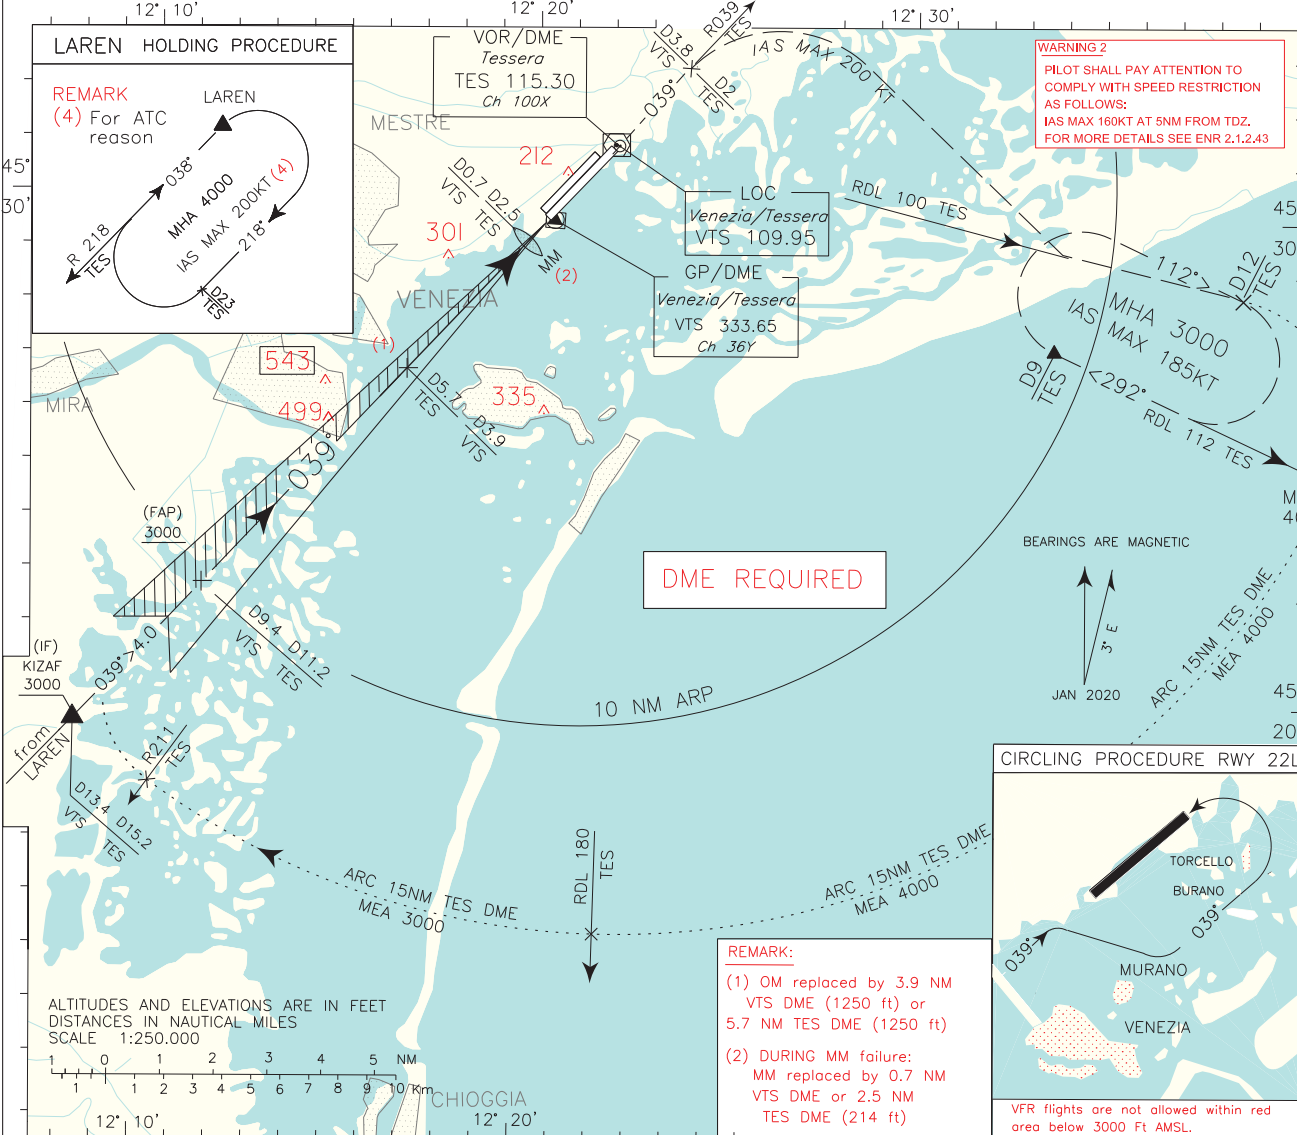 12° 10'
12° 20'
12° 30'
LAREN HOLDING PROCEDURE
REMARK
(4) For ATC
reason
LAREN
038°
MHA 4000
IAS MAX 200KT (4)
218°
R 218
TES
D23
TES
VOR/DME
Tessera
TES 115.30
Ch 100X
MESTRE
D3.8
VTS
R039
TES
D2
TES
039°
IAS MAX 200 KT
WARNING 2
PILOT SHALL PAY ATTENTION TO
COMPLY WITH SPEED RESTRICTION
AS FOLLOWS:
IAS MAX 160KT AT 5NM FROM TDZ.
FOR MORE DETAILS SEE ENR 2.1.2.43
45°
30'
212
D0.7 D2.5
VTS TES
301
MM
(2)
LOC
Venezia/Tessera
VTS 109.95
GP/DME
Venezia/Tessera
VTS 333.65
Ch 36Y
RDL 100 TES
45
30
112°>
D12
TES
MHA 3000
IAS MAX 185KT
D9
TES
<292°
RDL 112 TES
M
40
VENEZIA
(1)
543
499
335
MIRA
D5.7 D3.9
TES VTS
039°
(FAP)
3000
BEARINGS ARE MAGNETIC
3° E
JAN 2020
DME REQUIRED
D9.4 D11.2
VTS TES
(IF)
KIZAF
3000
039°>4.0
10 NM ARP
ARC 15NM TES DME
MEA 4000
45
20
from
LAREN
R211
TES
D13.4 D15.2
VTS TES
ARC 15NM TES DME
MEA 3000
RDL 180
TES
ARC 15NM TES DME
MEA 4000
CIRCLING PROCEDURE RWY 22L
TORCELLO
BURANO
039°
039°
MURANO
VENEZIA
VFR flights are not allowed within red
area below 3000 Ft AMSL.
REMARK:
(1) OM replaced by 3.9 NM
VTS DME (1250 ft) or
5.7 NM TES DME (1250 ft)
(2) DURING MM failure:
MM replaced by 0.7 NM
VTS DME or 2.5 NM
TES DME (214 ft)
ALTITUDES AND ELEVATIONS ARE IN FEET
DISTANCES IN NAUTICAL MILES
SCALE 1:250.000
1 0 1 2 3 4 5 NM
1 1 2 3 4 5 6 7 8 9 10 Km
CHIOGGIA
12° 10'
12° 20'